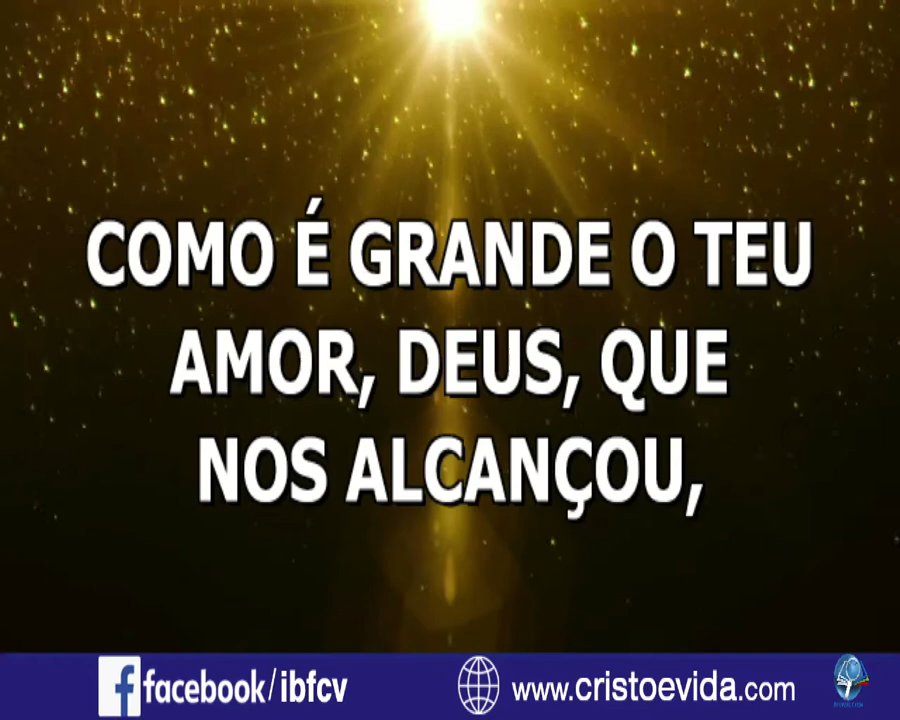 COMO É GRANDE O TEU
AMOR, DEUS, QUE
NOS ALCANÇOU,
facebook/ibfcv
www.cristoevida.com